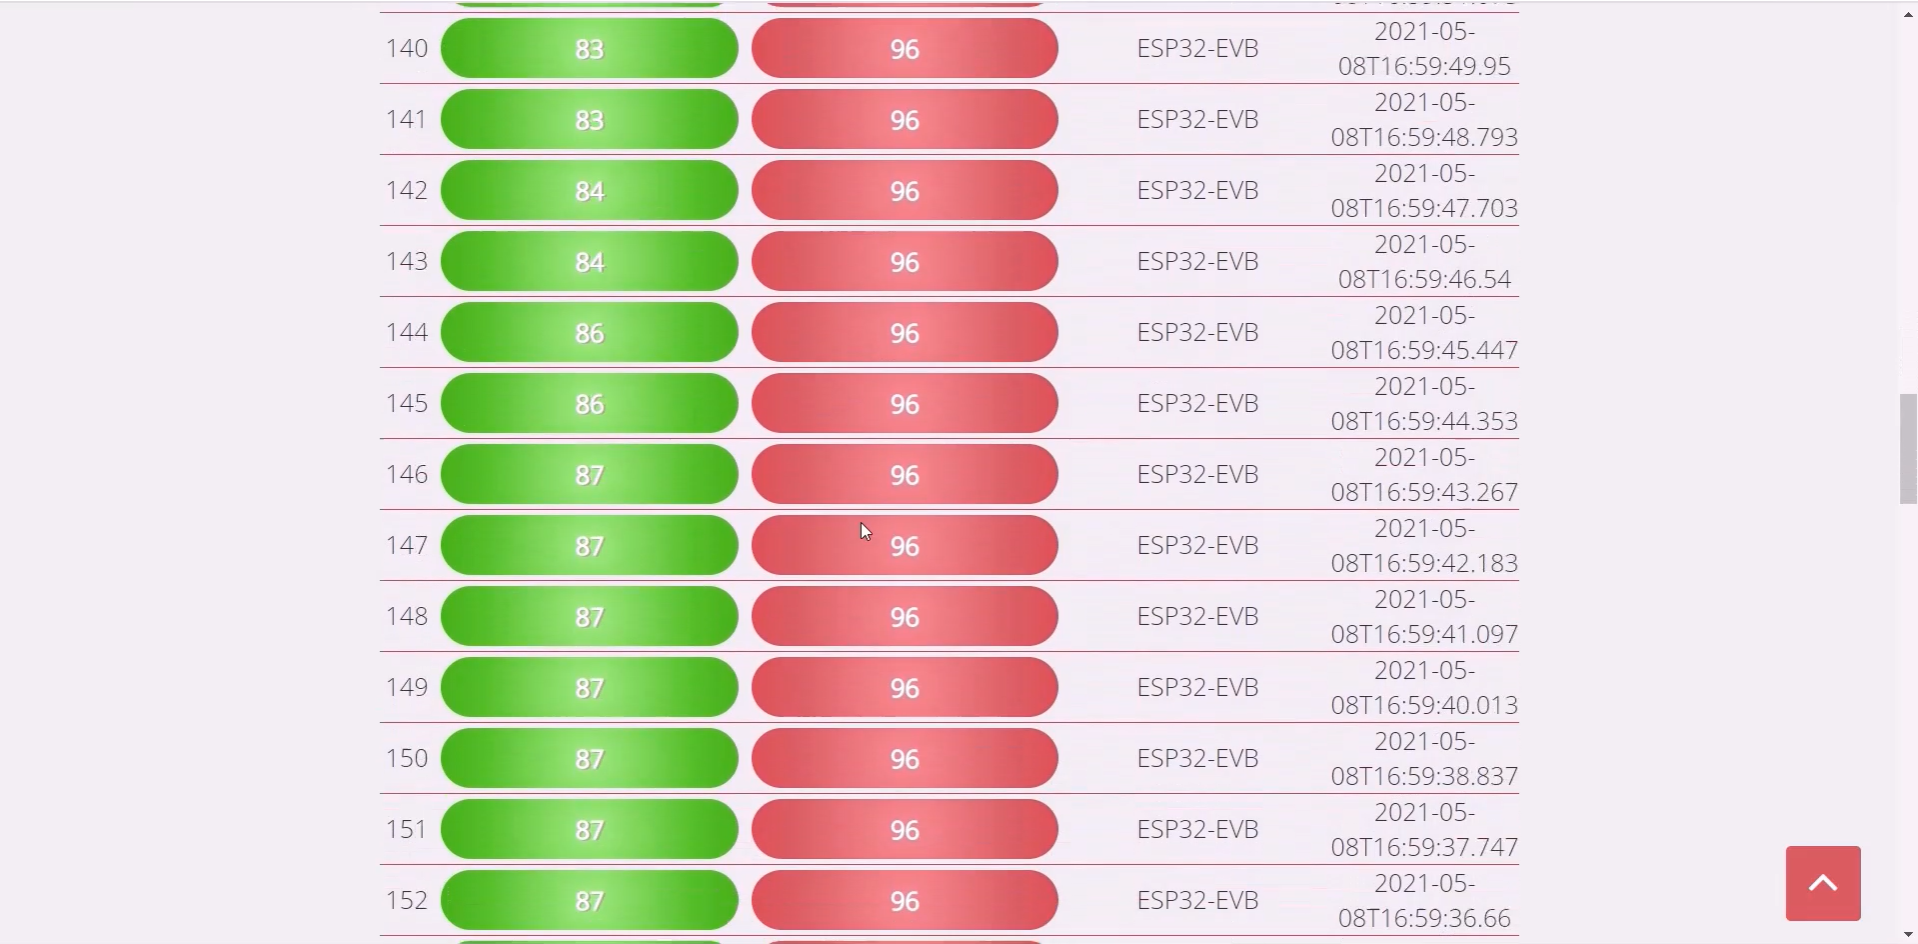 2021-05-
140 83 96 ESP32-EVB 08T16:59:49.95
2021-05-
141 83 96 ESP32-EVB 08T16:59:48.793
2021-05-
142 84 96 ESP32-EVB 08T16:59:47.703
2021-05-
143 84 96 ESP32-EVB 08T16:59:46.54
2021-05-
144 86 96 ESP32-EVB 08T16:59:45.447
2021-05-
145 86 96 ESP32-EVB 08T16:59:44.353
2021-05-
146 87 96 ESP32-EVB 08T16:59:43.267
2021-05-
147 87 96 ESP32-EVB 08T16:59:42.183
2021-05-
148 87 96 ESP32-EVB 08T16:59:41.097
2021-05-
149 87 96 ESP32-EVB 08T16:59:40.013
2021-05-
150 87 96 ESP32-EVB 08T16:59:38.837
2021-05-
151 87 96 ESP32-EVB 08T16:59:37.747
2021-05-
152 87 96 ESP32-EVB 08T16:59:36.66